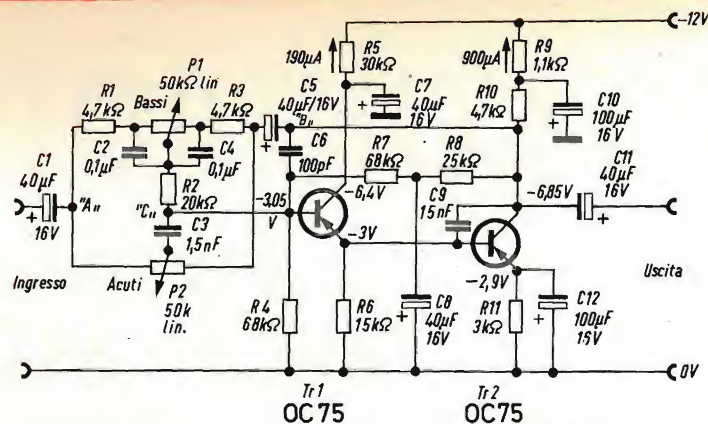 -12V
190µA
R5
30kΩ
900µA
R9
1,1kΩ
P1
50kΩ lin.
R1
4,7kΩ
Bassi
R3
4,7kΩ
C5
40µF/16V
"B"
C7
40µF
16V
R10
4,7kΩ
C10
100µF
16V
C1
40µF
+
16V
C2
0,1µF
C4
0,1µF
C6
100pF
R7
68kΩ
R8
25kΩ
C11
40µF
16V
"A"
R2
20kΩ
"C"
C3
1,5nF
-3,05
V
-6,4V
-3V
C9
15nF
-6,85V
Ingresso
Acuti
P2
50k
lin.
-2,9V
Uscita
R4
68kΩ
R6
15kΩ
C8
40µF
16V
R11
3kΩ
C12
100µF
16V
0V
Tr1
OC75
Tr2
OC75